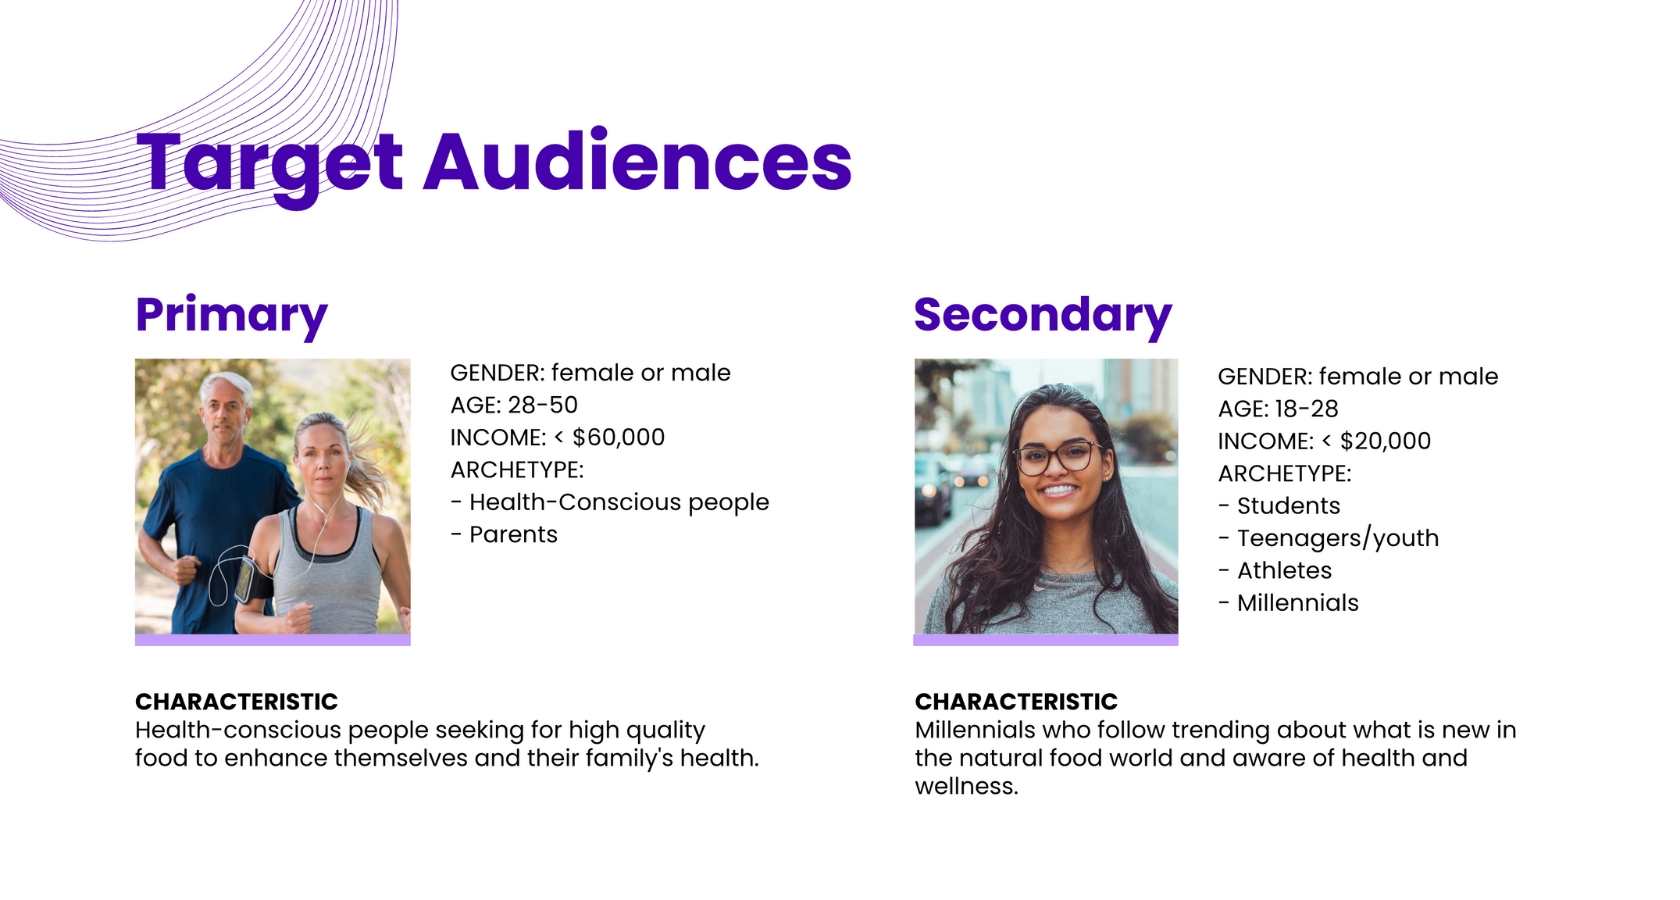 Target Audiences
Primary
GENDER: female or male
AGE: 28-50
INCOME: < $60,000
ARCHETYPE:
- Health-Conscious people
- Parents
CHARACTERISTIC
Health-conscious people seeking for high quality
food to enhance themselves and their family's health.
Secondary
GENDER: female or male
AGE: 18-28
INCOME: < $20,000
ARCHETYPE:
- Students
- Teenagers/youth
- Athletes
- Millennials
CHARACTERISTIC
Millennials who follow trending about what is new in
the natural food world and aware of health and
wellness.